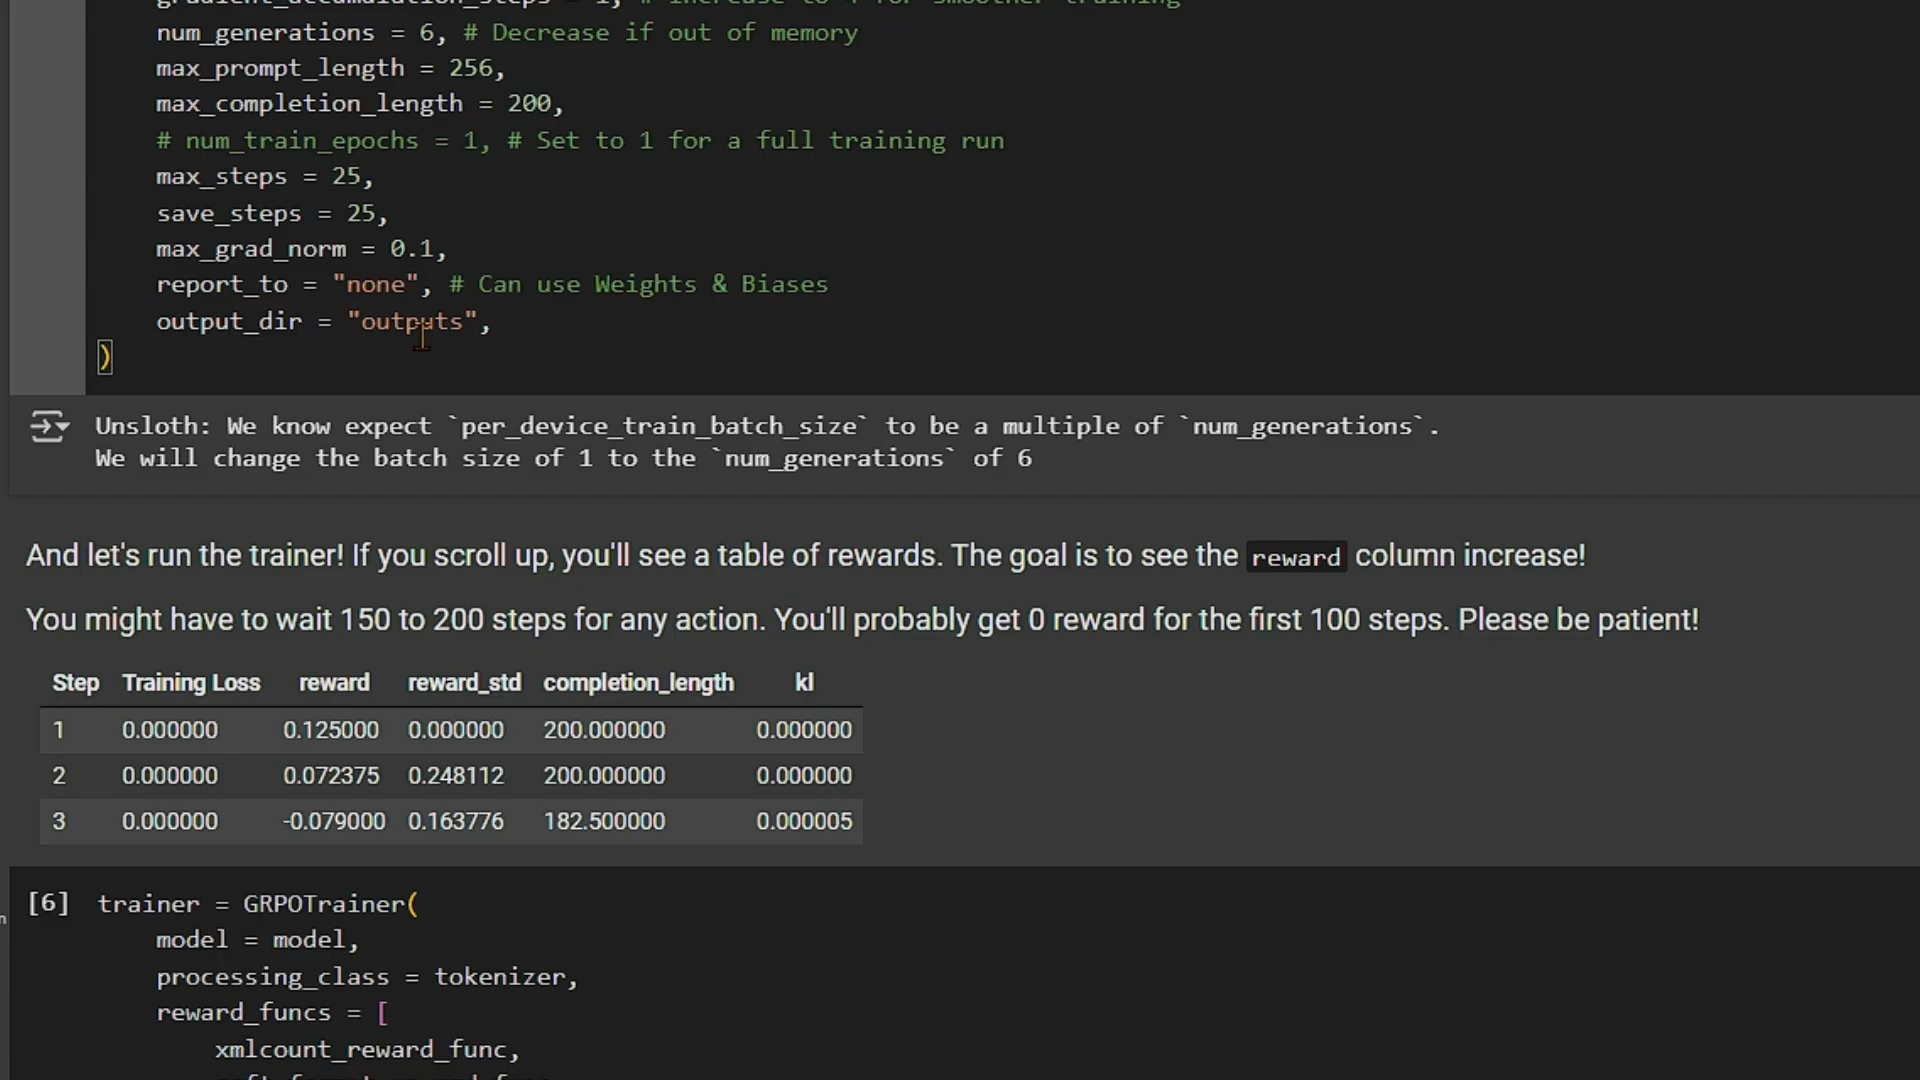 gradient_accumulation_steps = 1, # Increase to 4 for smoother training
num_generations = 6, # Decrease if out of memory
max_prompt_length = 256,
max_completion_length = 200,
# num_train_epochs = 1, # Set to 1 for a full training run
max_steps = 25,
save_steps = 25,
max_grad_norm = 0.1,
report_to = "none", # Can use Weights & Biases
output_dir = "outputs",
)
Unsloth: We know expect `per_device_train_batch_size` to be a multiple of `num_generations`.
We will change the batch size of 1 to the `num_generations` of 6
And let's run the trainer! If you scroll up, you'll see a table of rewards. The goal is to see the reward column increase!
You might have to wait 150 to 200 steps for any action. You'll probably get 0 reward for the first 100 steps. Please be patient!
Step Training Loss reward reward_std completion_length kl
1 0.000000 0.125000 0.000000 200.000000 0.000000
2 0.000000 0.072375 0.248112 200.000000 0.000000
3 0.000000 -0.079000 0.163776 182.500000 0.000005
[6] trainer = GRPOTrainer(
model = model,
processing_class = tokenizer,
reward_funcs = [
xmlcount_reward_func,